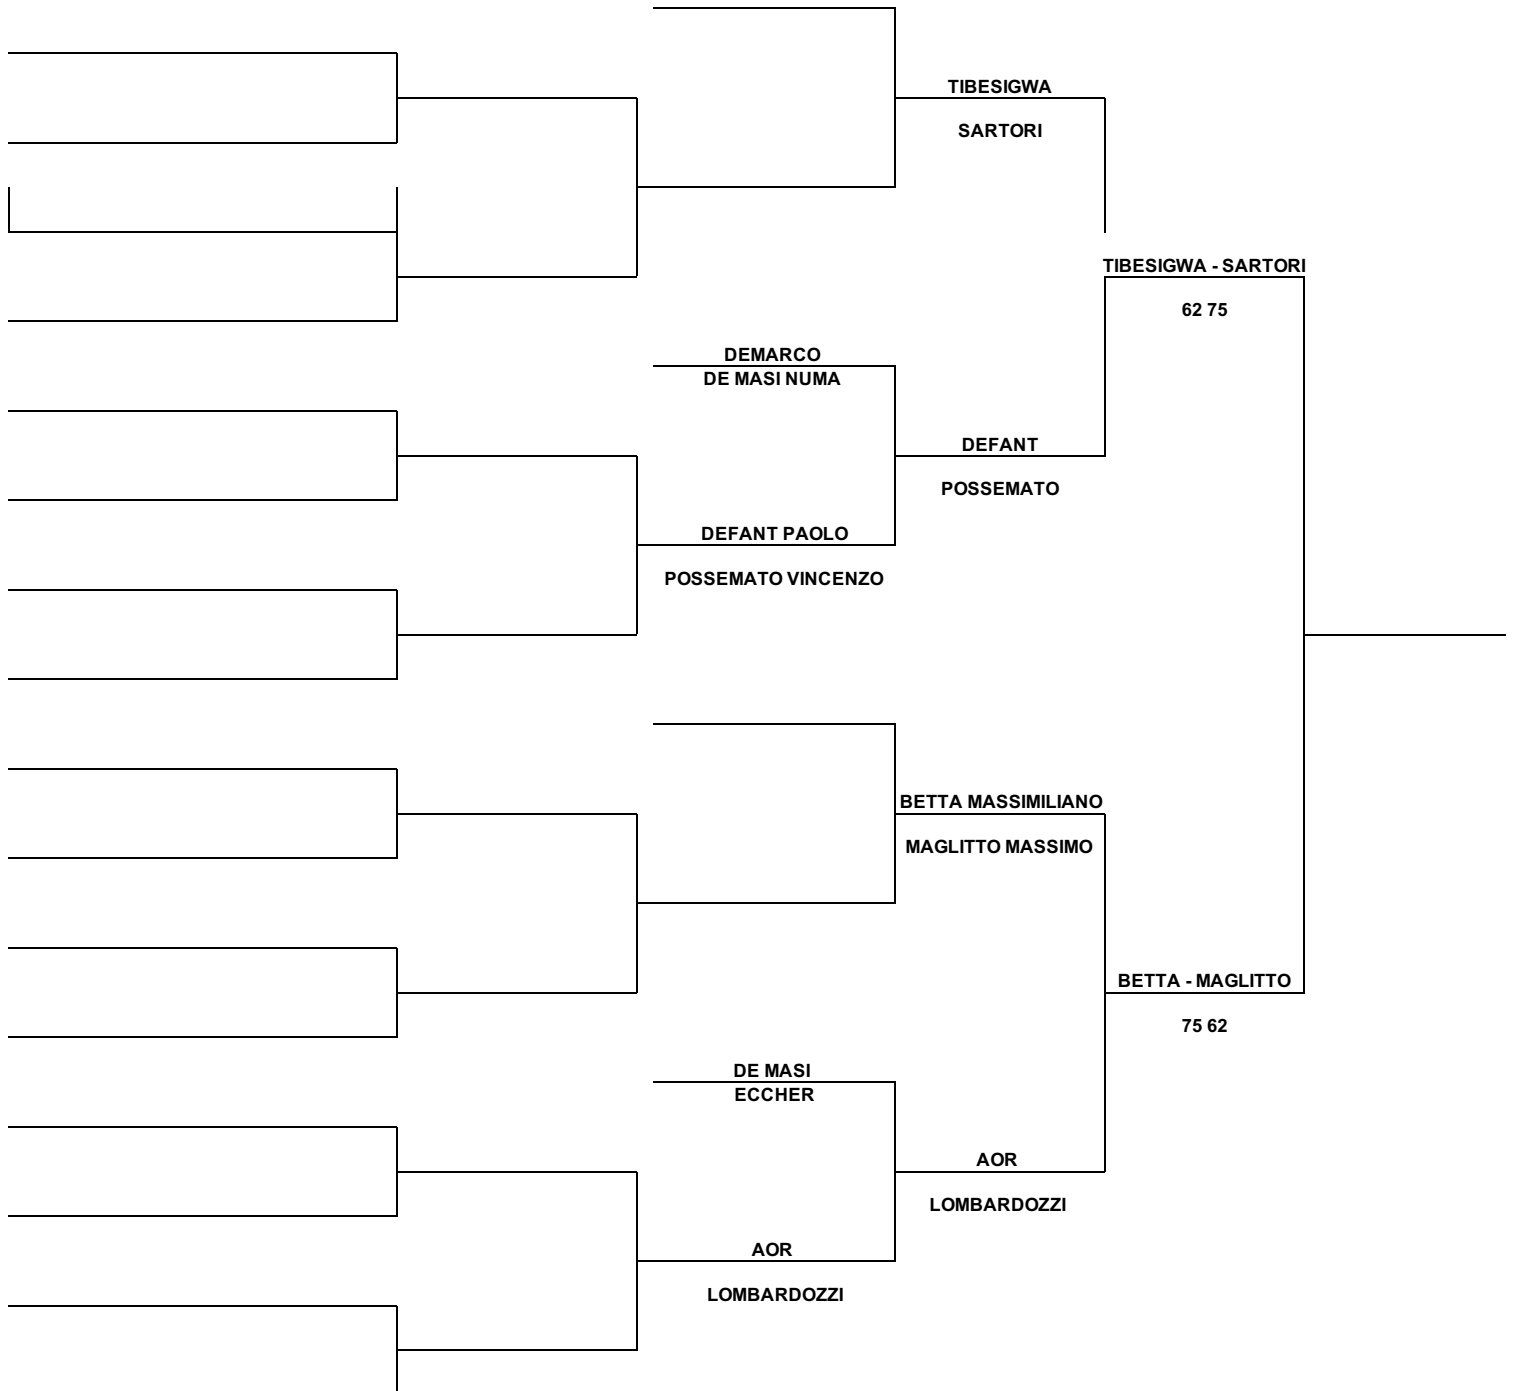 TIBESIGWA
SARTORI
TIBESIGWA - SARTORI
62 75
DEMARCO
DE MASI NUMA
DEFANT
POSSEMATO
DEFANT PAOLO
POSSEMATO VINCENZO
BETTA MASSIMILIANO
MAGLITTO MASSIMO
BETTA - MAGLITTO
75 62
DE MASI
ECCHER
AOR
LOMBARDOZZI
AOR
LOMBARDOZZI